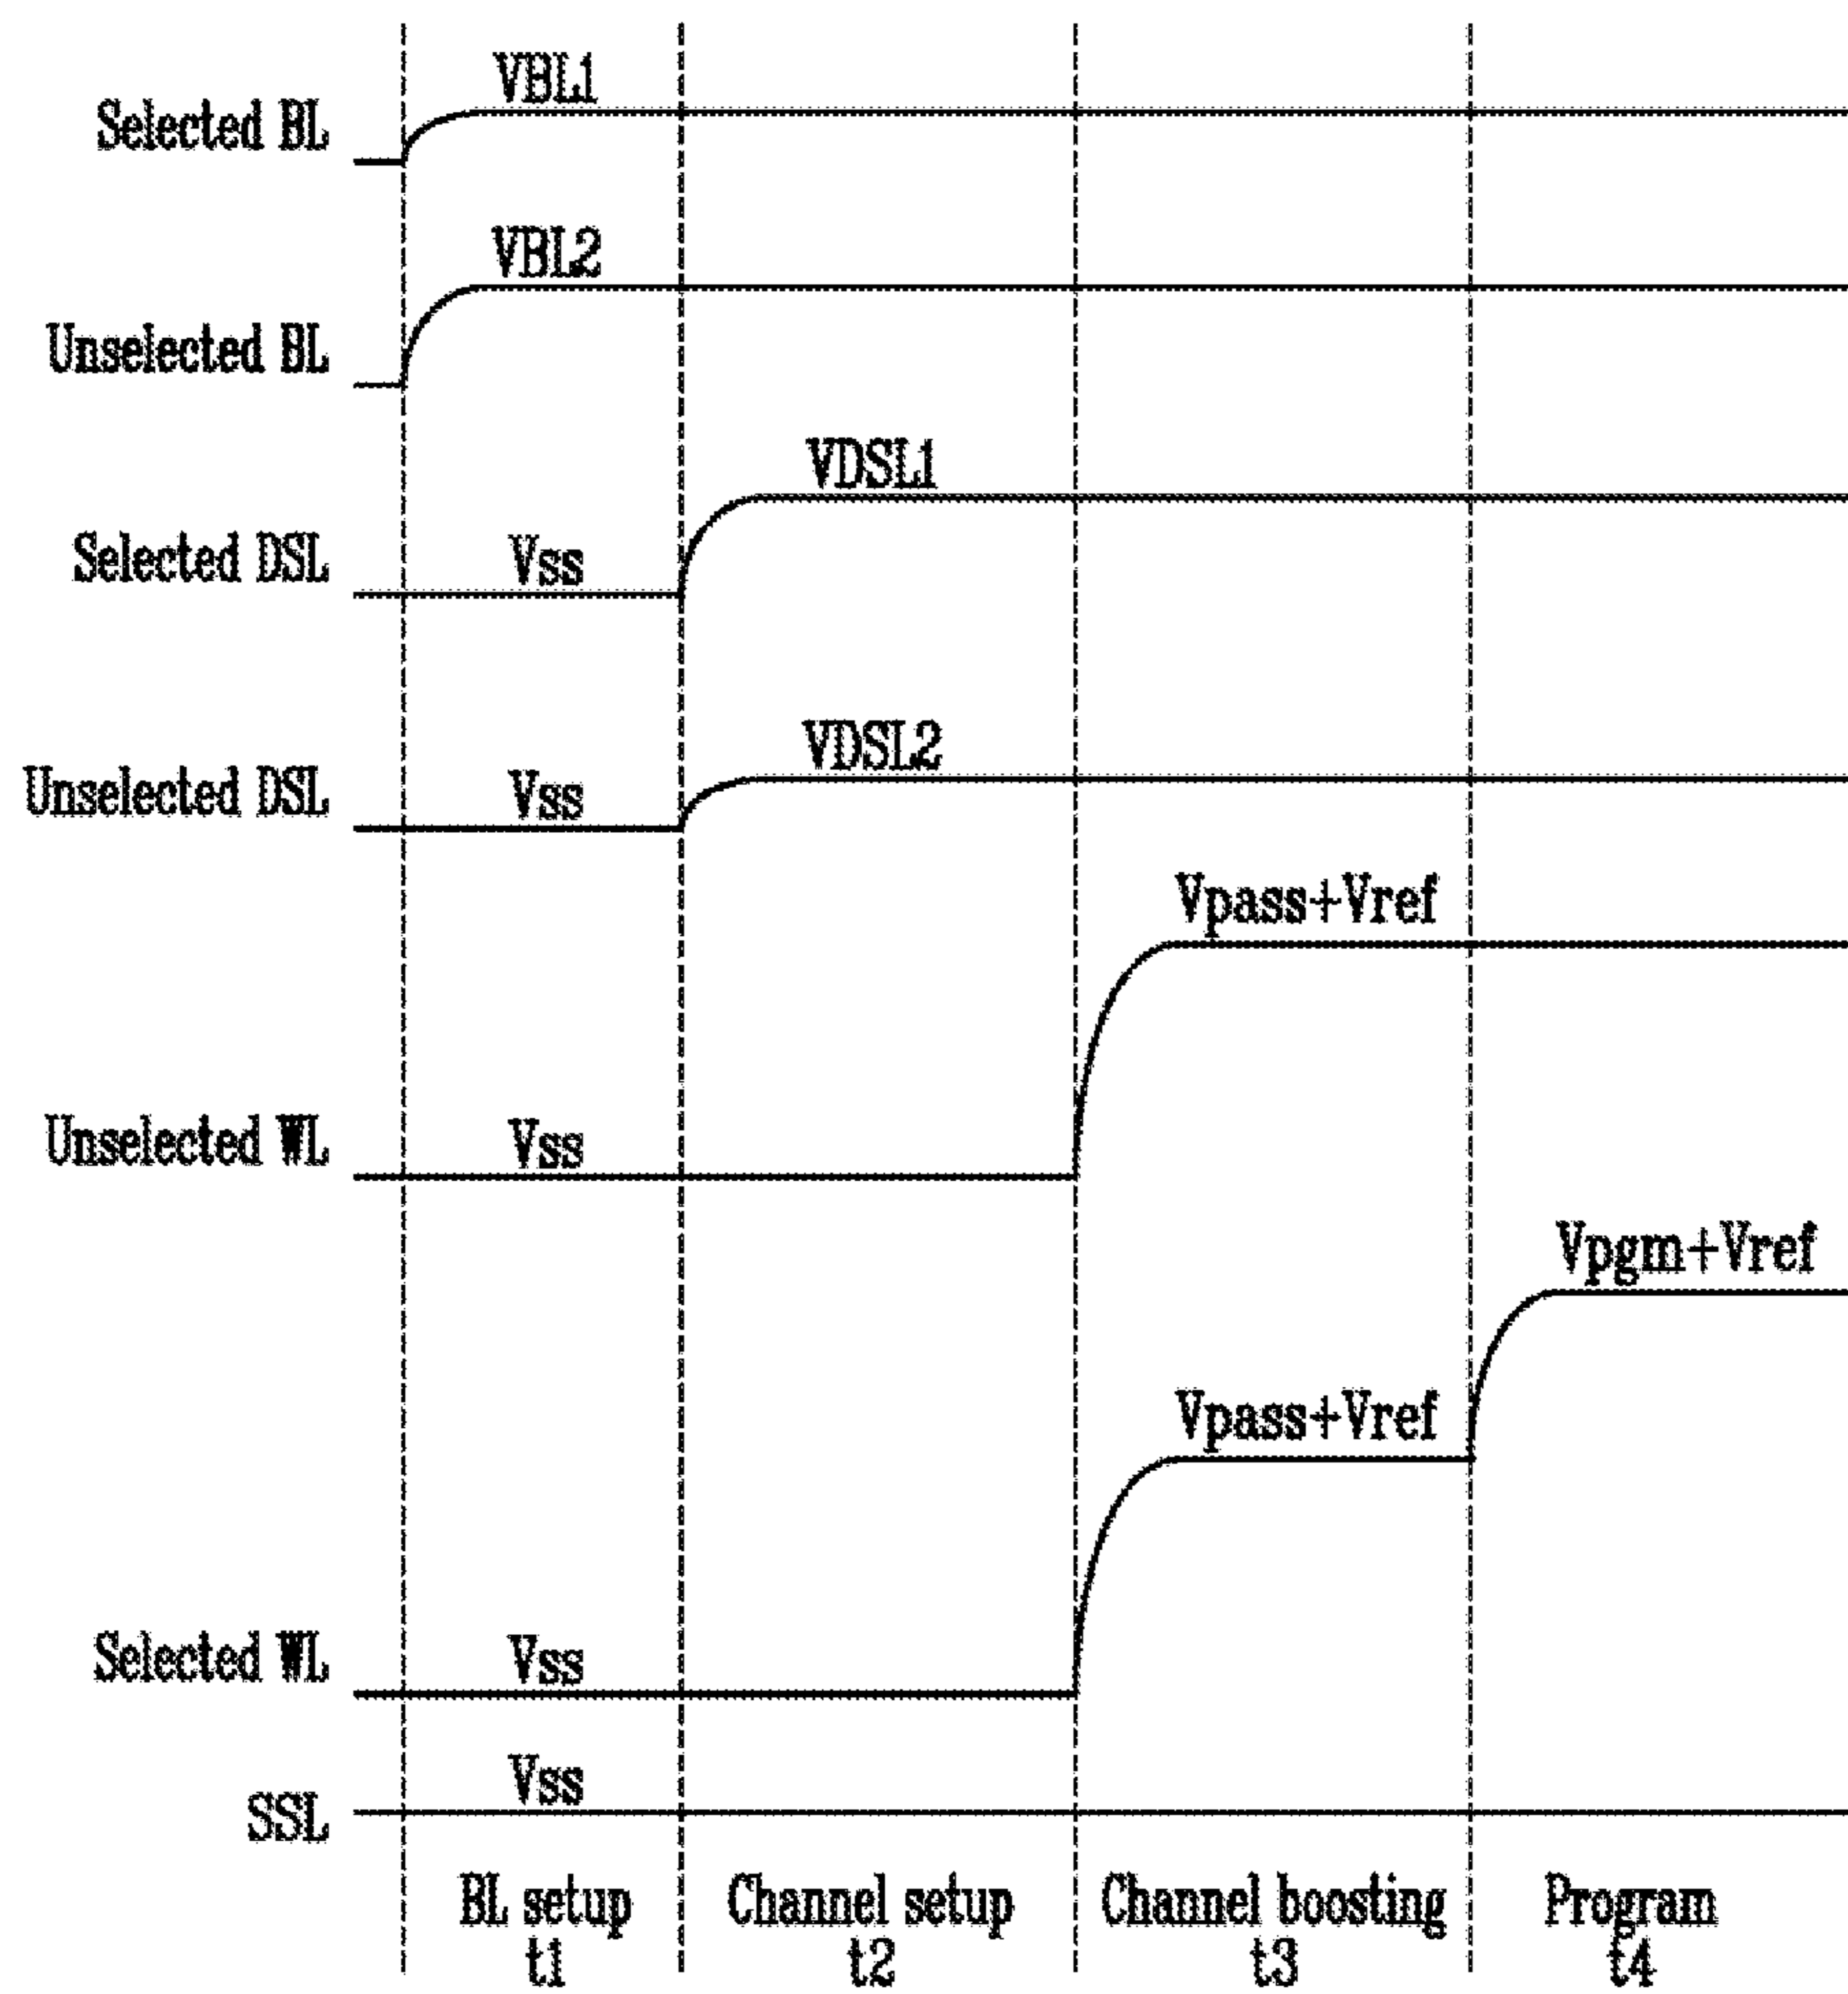 VBL1
Selected BL
VBL2
Unselected BL
VDSL1
Selected DSL Vss
VDSL2
Unselected DSL Vss
Vpass+Vref
Unselected WL Vss
Vpgm+Vref
Vpass+Vref
Selected WL Vss
Vss
SSL
BL setup Channel setup Channel boosting Program
t1 t2 t3 t4